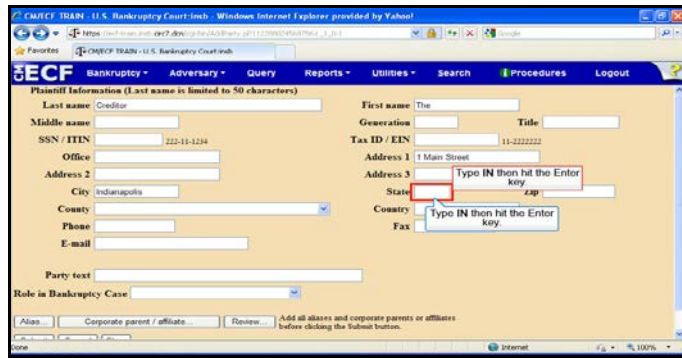 CM/ECF TRAIN - U.S. Bankruptcy Court:insb - Windows Internet Explorer provided by Yahoo!
Google
Favorites CM/ECF TRAIN - U.S. Bankruptcy Court:insb
ECF Bankruptcy Adversary Query Reports Utilities Search Procedures Logout ?
Plaintiff Information (Last name is limited to 50 characters)
Last name Creditor First name The
Middle name Generation Title
SSN / ITIN 222-11-1234 Tax ID / EIN 11-2222222
Office Address 1 1 Main Street
Address 2 Address 3
Type IN then hit the Enter key.
City Indianapolis State Zip
County Country
Type IN then hit the Enter key.
Phone Fax
E-mail
Party text
Role in Bankruptcy Case
Alias... Corporate parent / affiliate... Review... Add all aliases and corporate parents or affiliates before clicking the Submit button.
Done Internet 100%